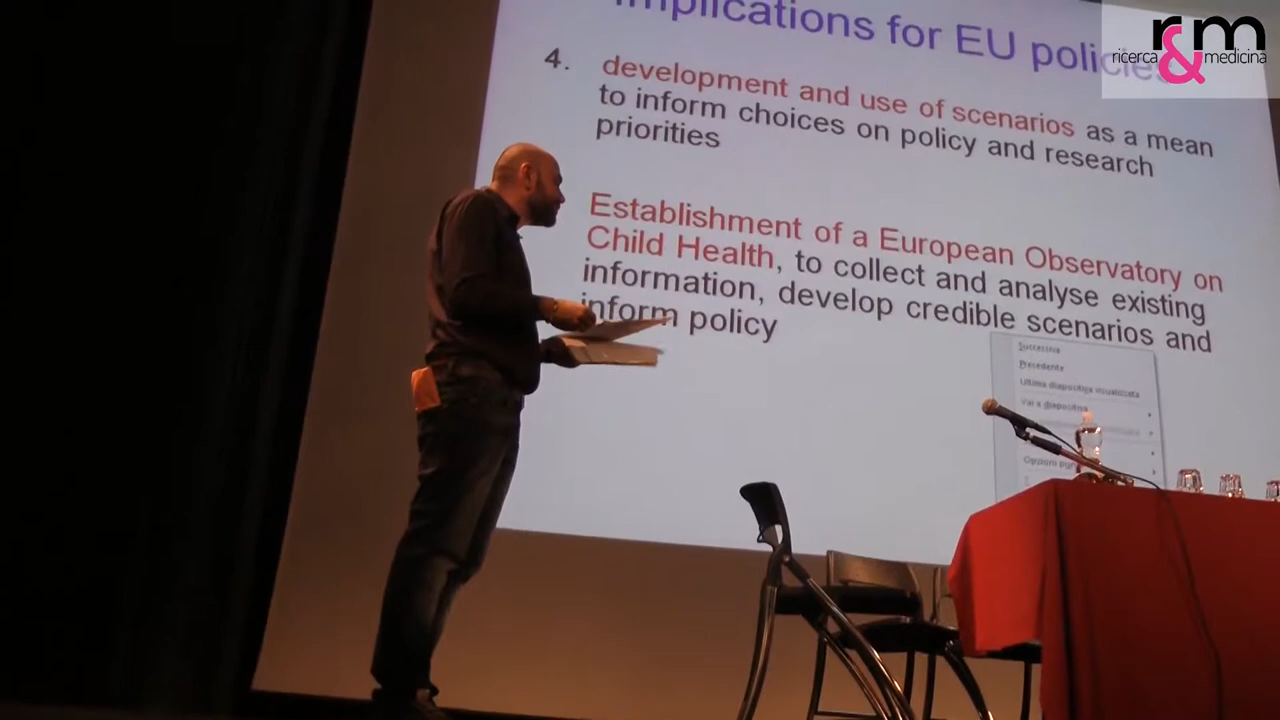 Implications for EU policies
r&m
ricerca medicina
4. development and use of scenarios as a mean
to inform choices on policy and research
priorities
Establishment of a European Observatory on
Child Health, to collect and analyse existing
information, develop credible scenarios and
inform policy
Successiva
Precedente
Ultima diapositiva visualizzata
Vai a diapositiva
Opzioni